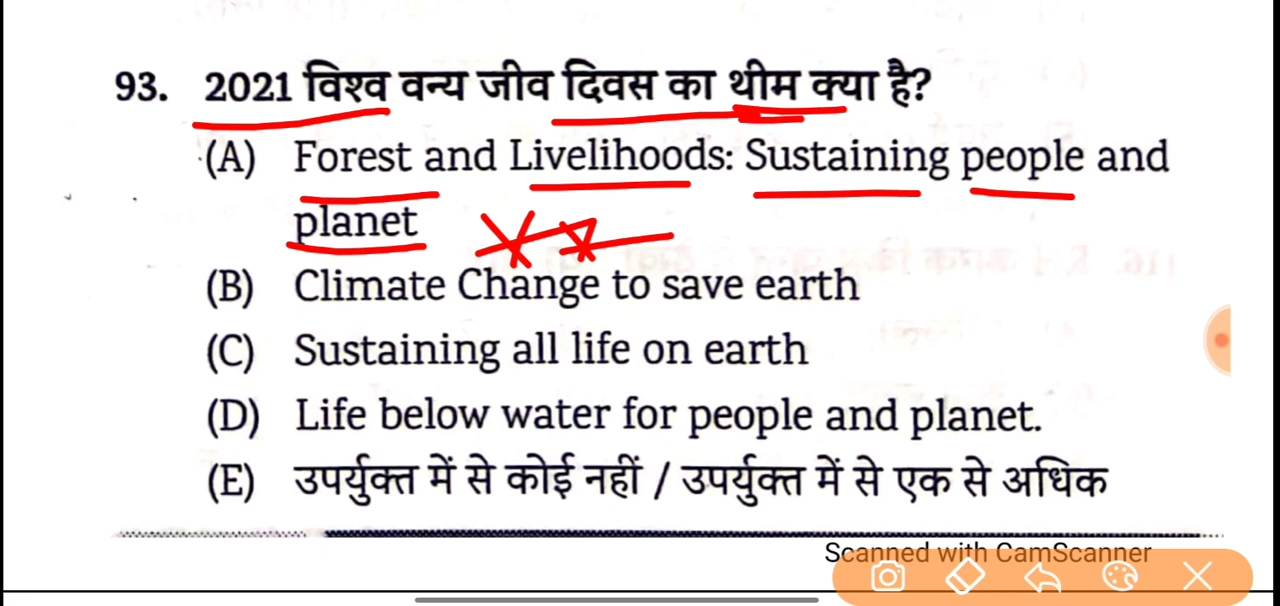 93. 2021 विश्व वन्य जीव दिवस का थीम क्या है?
(A) Forest and Livelihoods: Sustaining people and
planet
(B) Climate Change to save earth
(C) Sustaining all life on earth
(D) Life below water for people and planet.
(E) उपर्युक्त में से कोई नहीं / उपर्युक्त में से एक से अधिक
Scanned with CamScanner